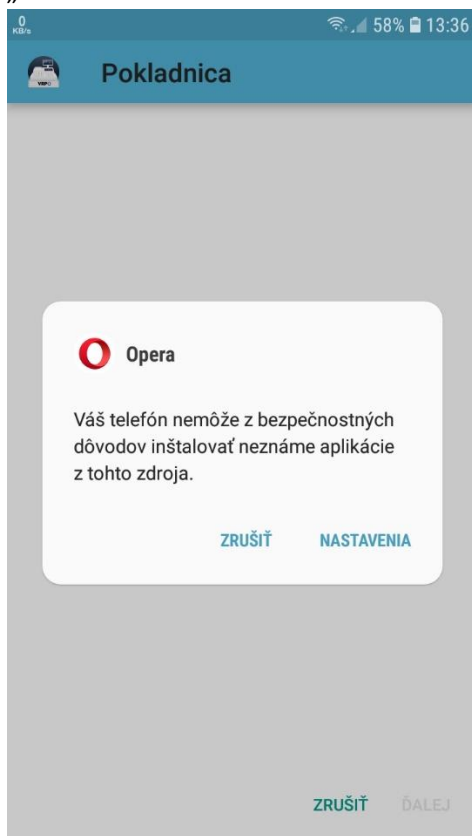 „
0
KB/s
58% 13:36
Pokladnica
VRP
Opera
Váš telefón nemôže z bezpečnostných
dôvodov inštalovať neznáme aplikácie
z tohto zdroja.
ZRUŠIŤ NASTAVENIA
ZRUŠIŤ ĎALEJ